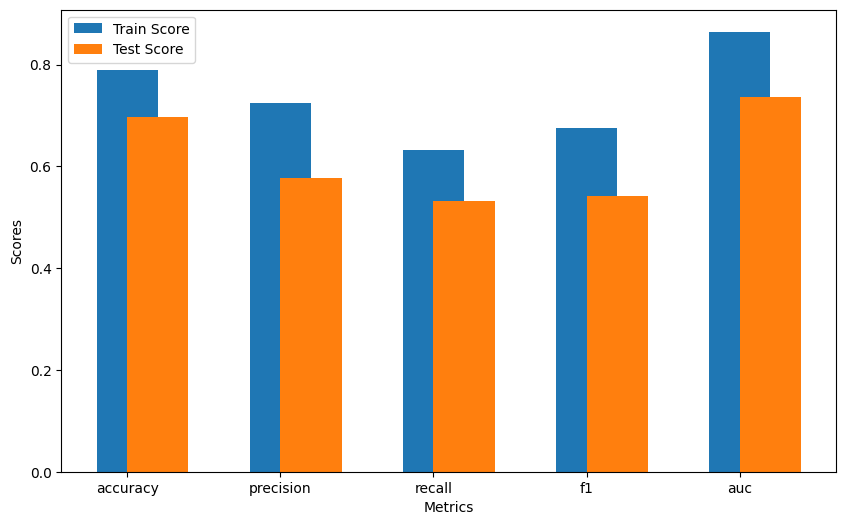 Train Score
Test Score
0.8
0.6
0.4
0.2
0.0
Scores
accuracy precision recall f1 auc
Metrics